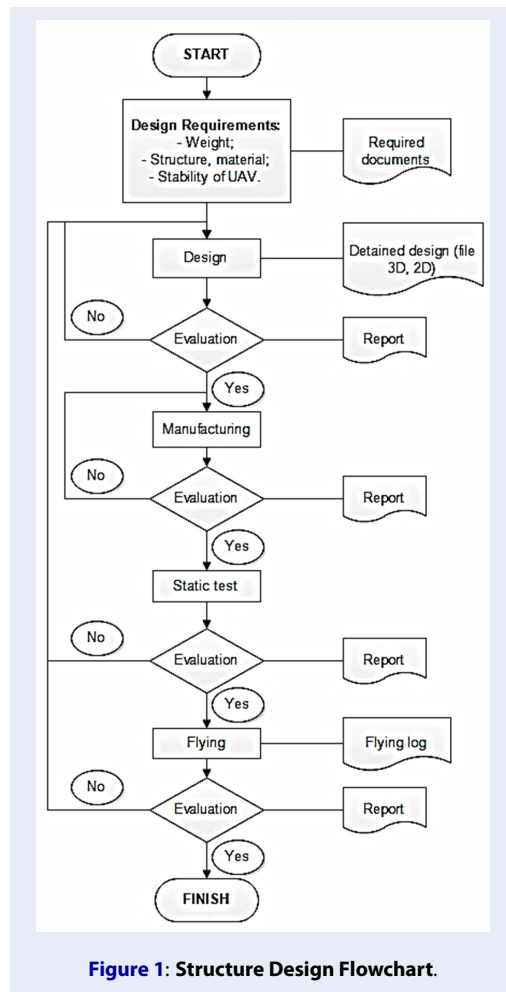 START
Design Requirements:
- Weight;
- Structure, material;
- Stability of UAV.
Required
documents
Design
Detained design (file
3D, 2D)
No
Evaluation
Report
Yes
Manufacturing
No
Evaluation
Report
Yes
Static test
No
Evaluation
Report
Yes
Flying
Flying log
No
Evaluation
Report
Yes
FINISH
Figure 1: Structure Design Flowchart.